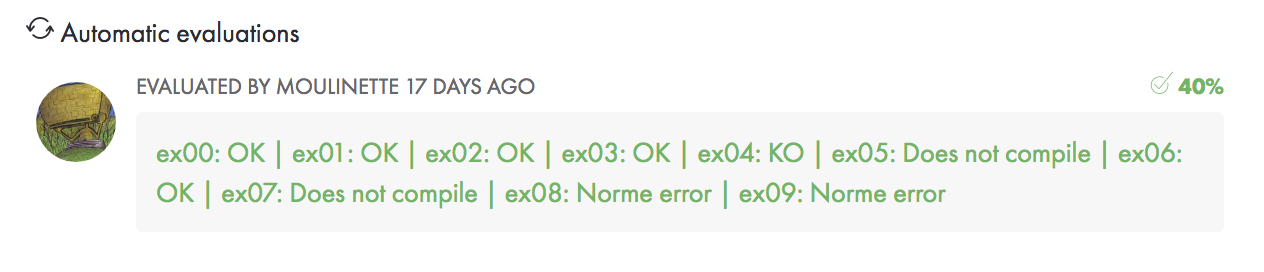 Automatic evaluations
EVALUATED BY MOULINETTE 17 DAYS AGO
40%
ex00: OK | ex01: OK | ex02: OK | ex03: OK | ex04: KO | ex05: Does not compile | ex06:
OK | ex07: Does not compile | ex08: Norme error | ex09: Norme error